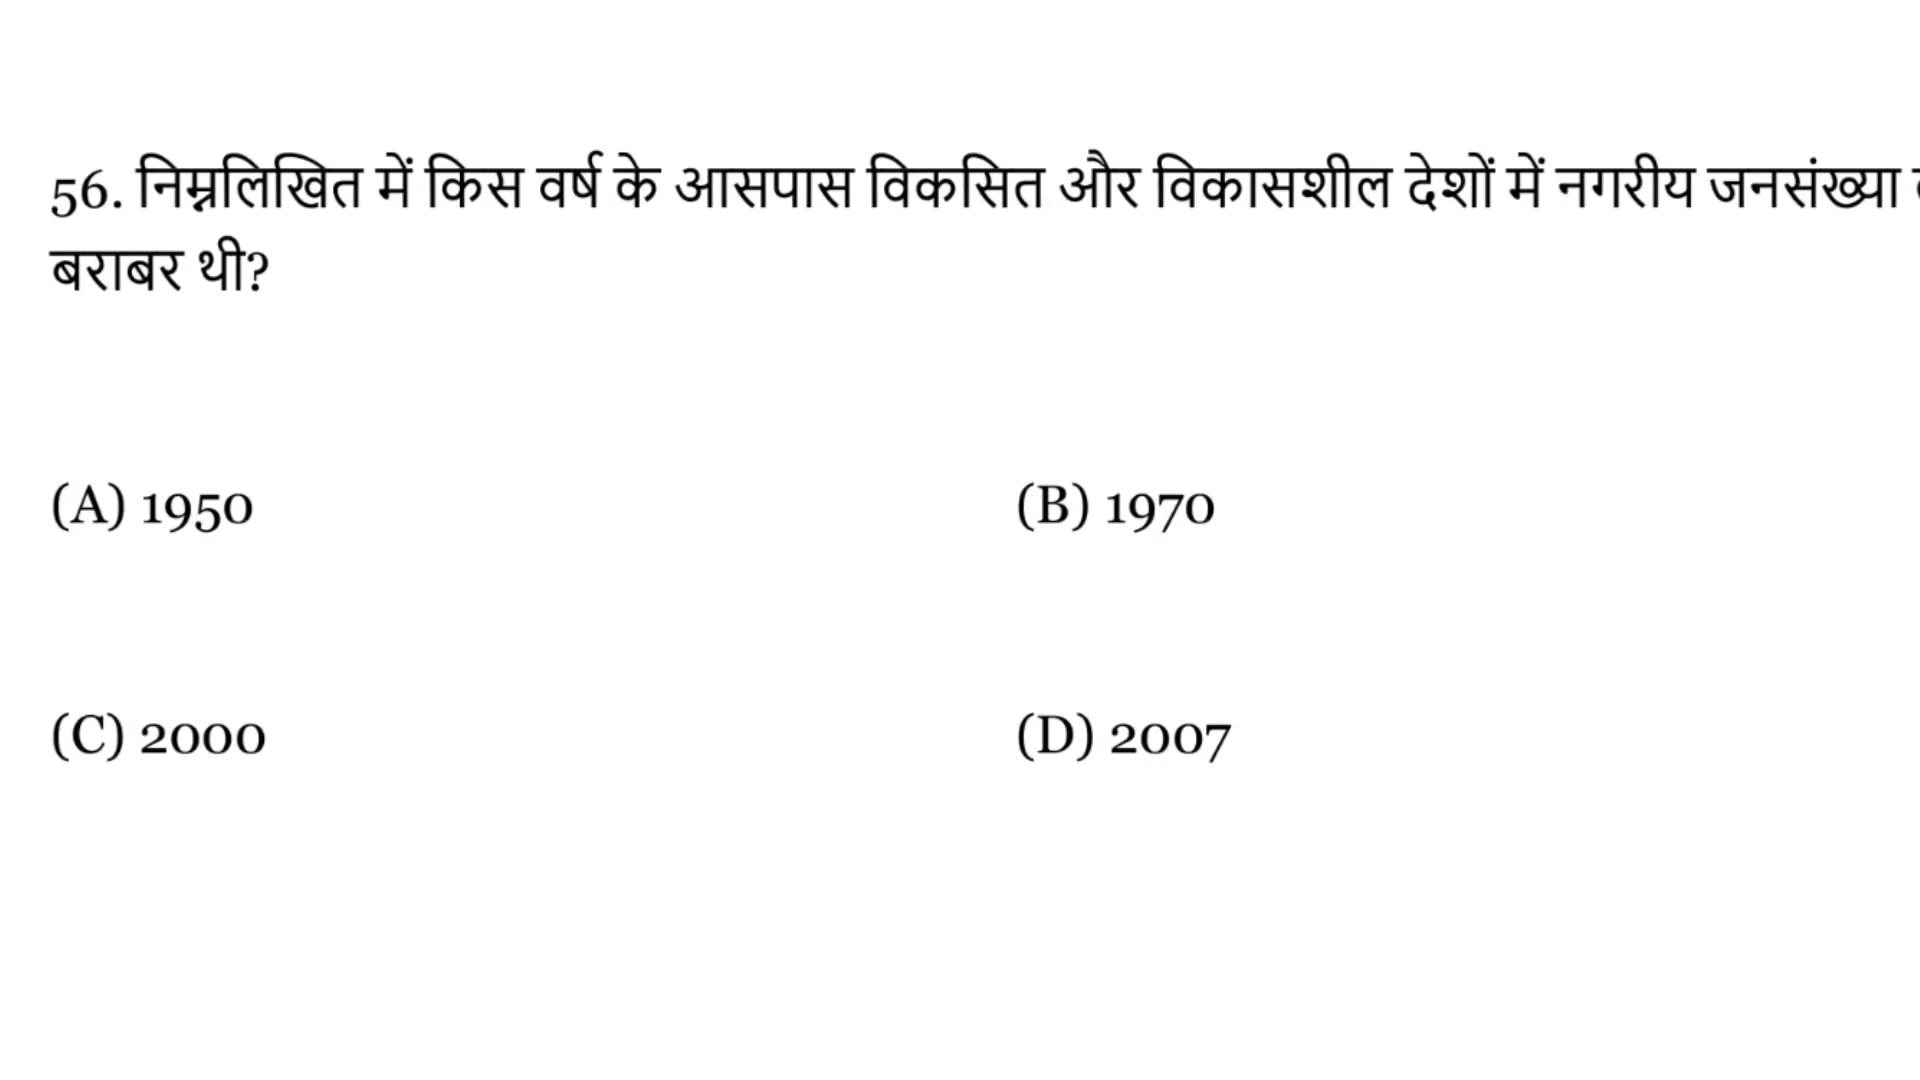 56. निम्नलिखित में किस वर्ष के आसपास विकसित और विकासशील देशों में नगरीय जनसंख्या
बराबर थी?
(A) 1950
(B) 1970
(C) 2000
(D) 2007